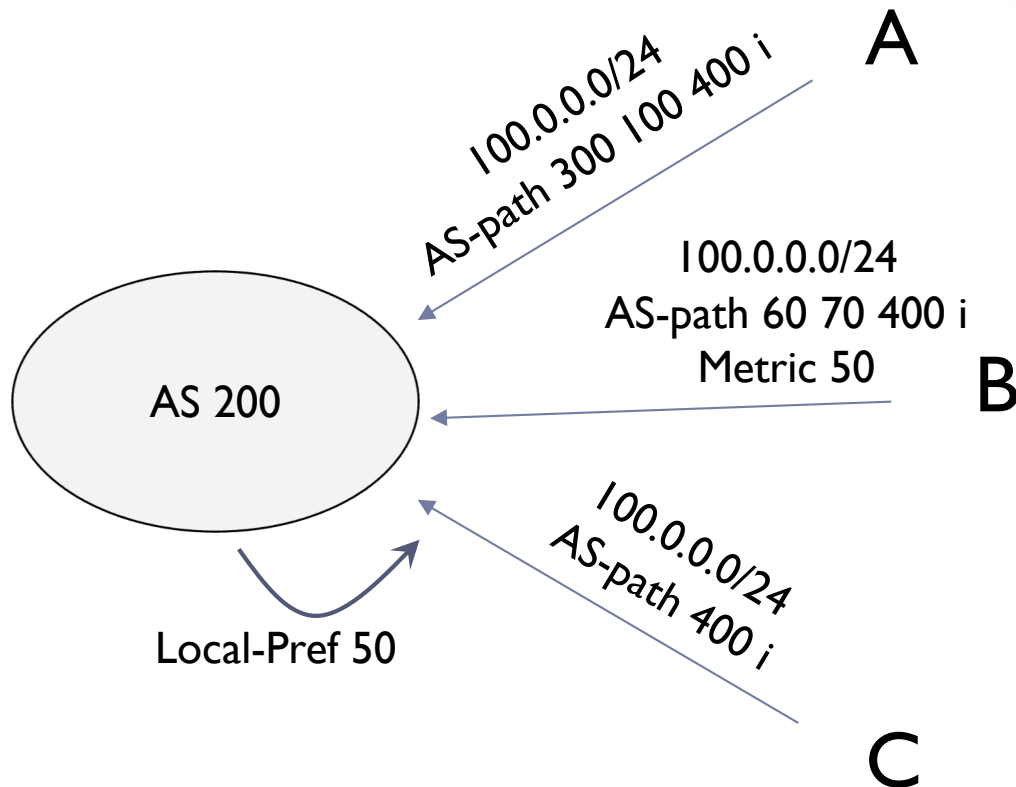 A
100.0.0.0/24
AS-path 300 100 400 i
100.0.0.0/24
AS-path 60 70 400 i
Metric 50
B
AS 200
100.0.0.0/24
AS-path 400 i
Local-Pref 50
C